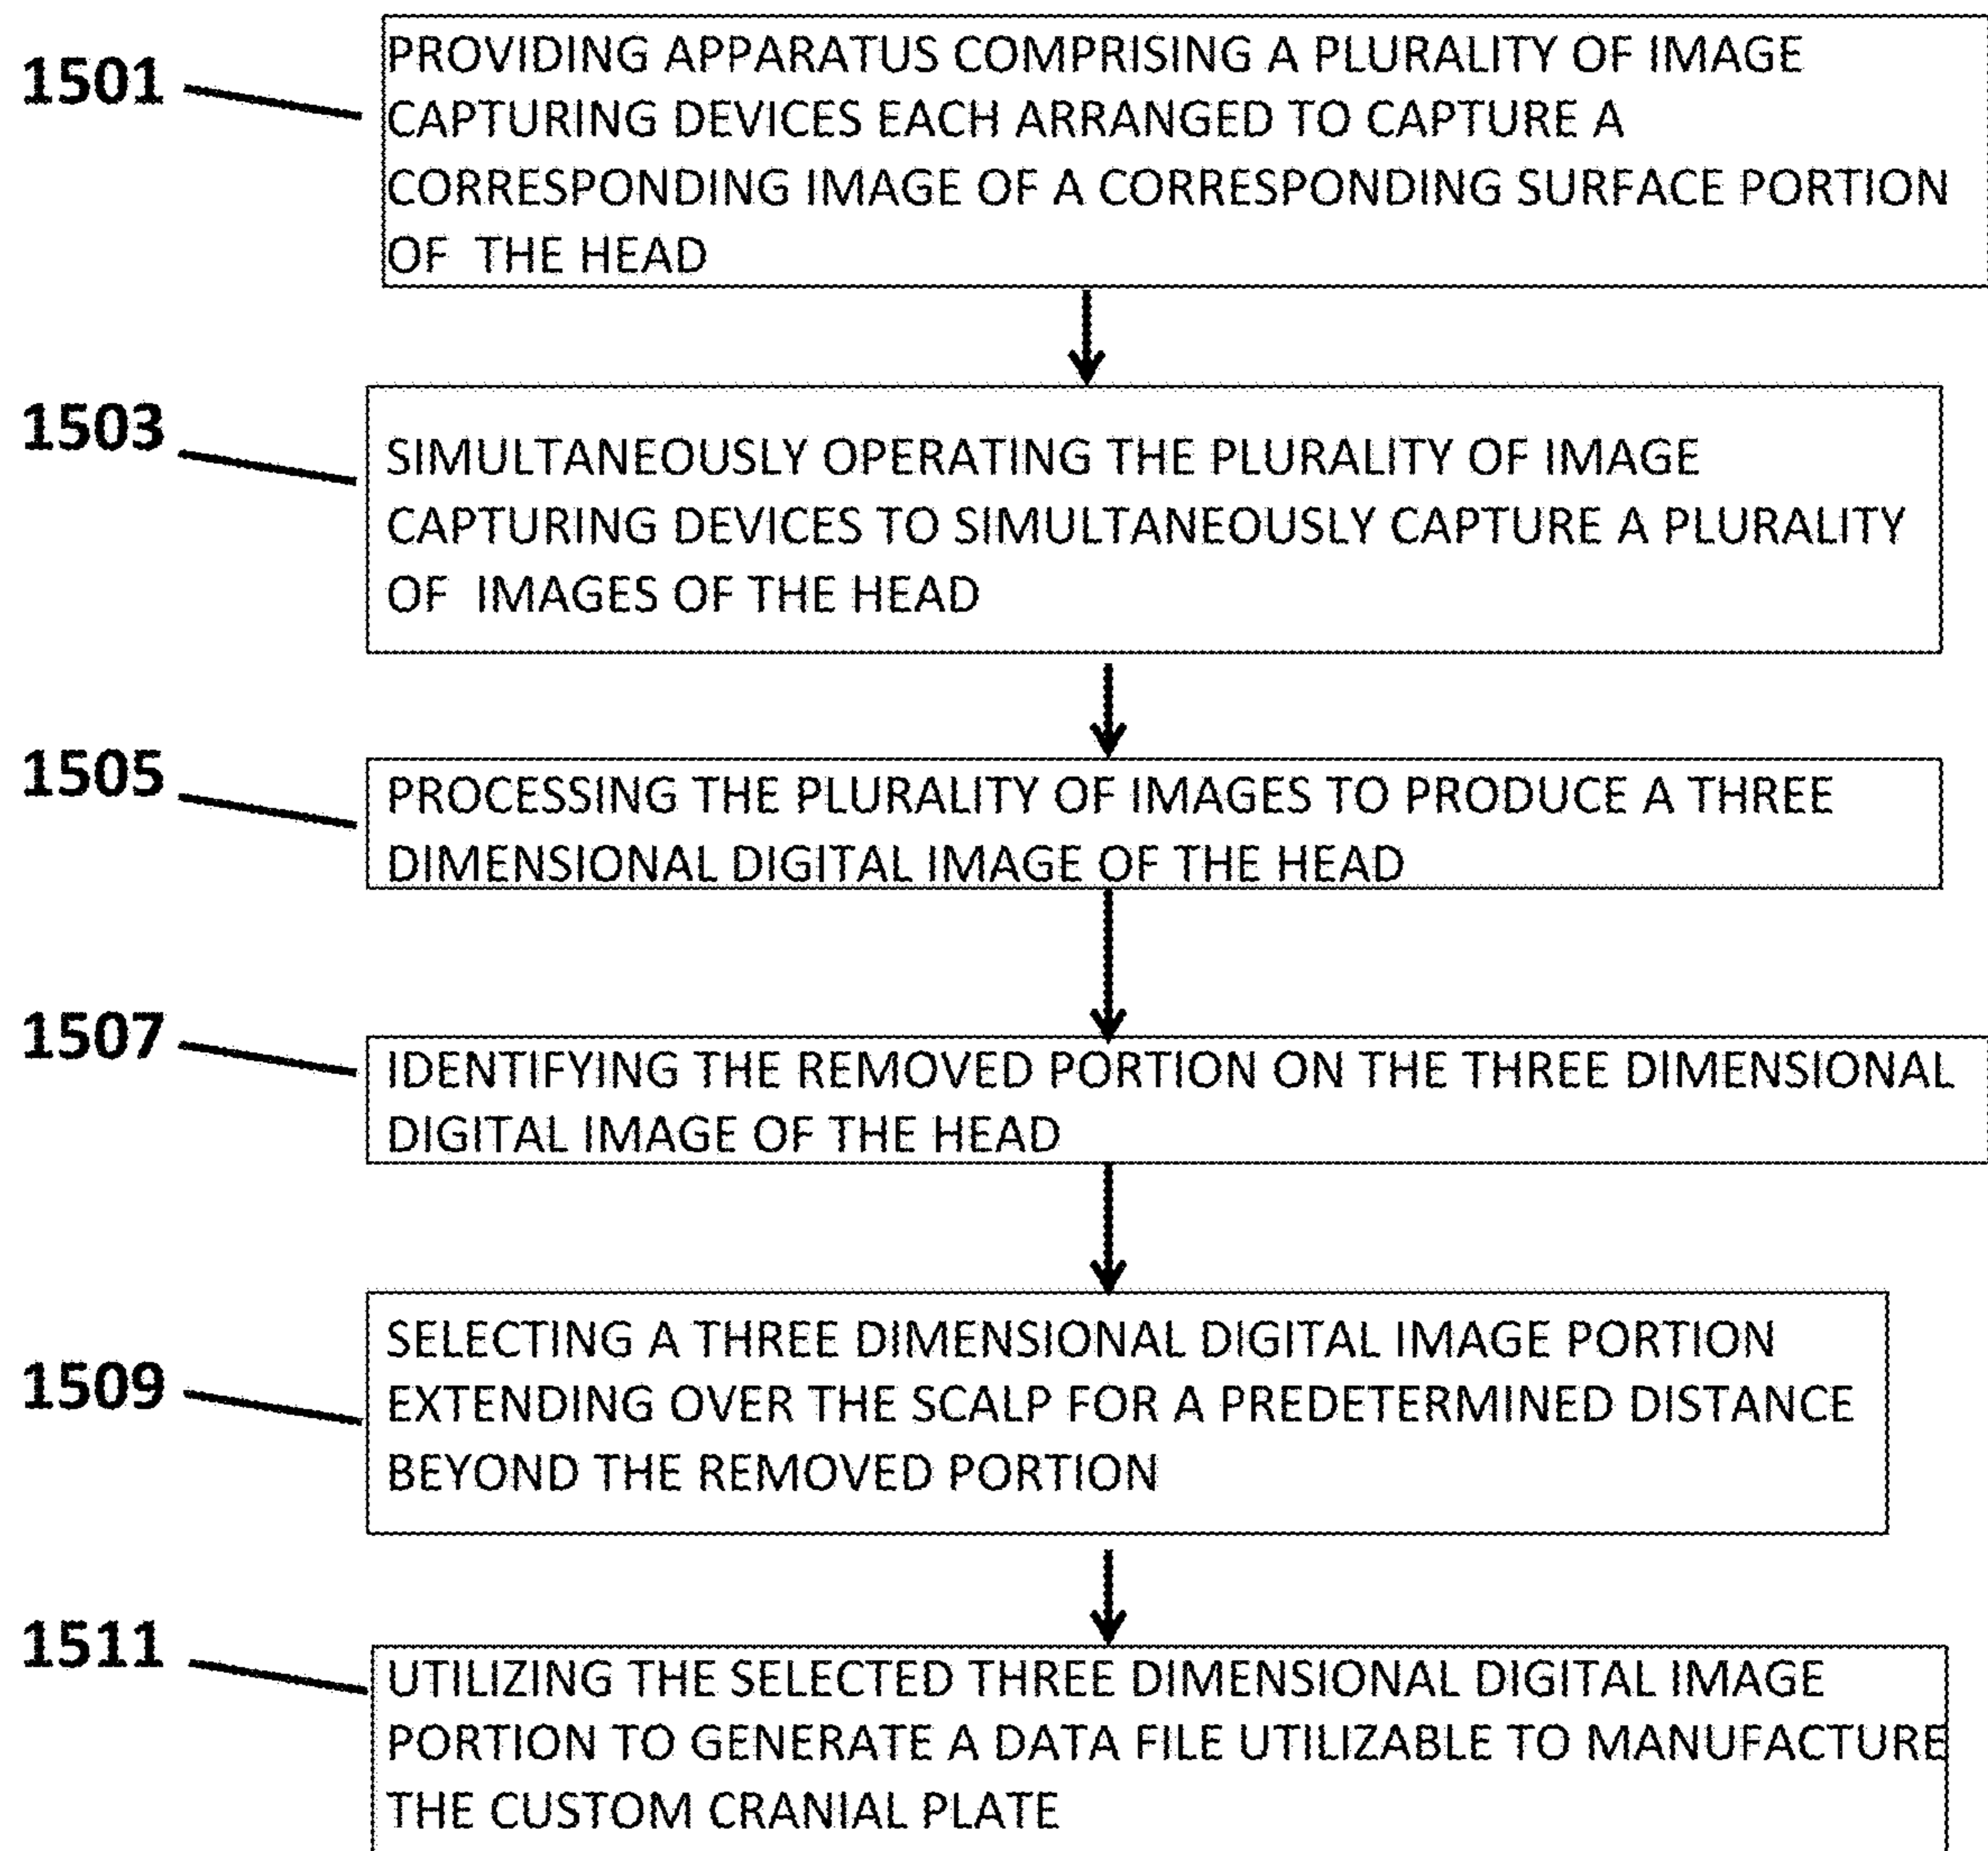 1501
PROVIDING APPARATUS COMPRISING A PLURALITY OF IMAGE
CAPTURING DEVICES EACH ARRANGED TO CAPTURE A
CORRESPONDING IMAGE OF A CORRESPONDING SURFACE PORTION
OF THE HEAD
1503
SIMULTANEOUSLY OPERATING THE PLURALITY OF IMAGE
CAPTURING DEVICES TO SIMULTANEOUSLY CAPTURE A PLURALITY
OF IMAGES OF THE HEAD
1505
PROCESSING THE PLURALITY OF IMAGES TO PRODUCE A THREE
DIMENSIONAL DIGITAL IMAGE OF THE HEAD
1507
IDENTIFYING THE REMOVED PORTION ON THE THREE DIMENSIONAL
DIGITAL IMAGE OF THE HEAD
1509
SELECTING A THREE DIMENSIONAL DIGITAL IMAGE PORTION
EXTENDING OVER THE SCALP FOR A PREDETERMINED DISTANCE
BEYOND THE REMOVED PORTION
1511
UTILIZING THE SELECTED THREE DIMENSIONAL DIGITAL IMAGE
PORTION TO GENERATE A DATA FILE UTILIZABLE TO MANUFACTURE
THE CUSTOM CRANIAL PLATE